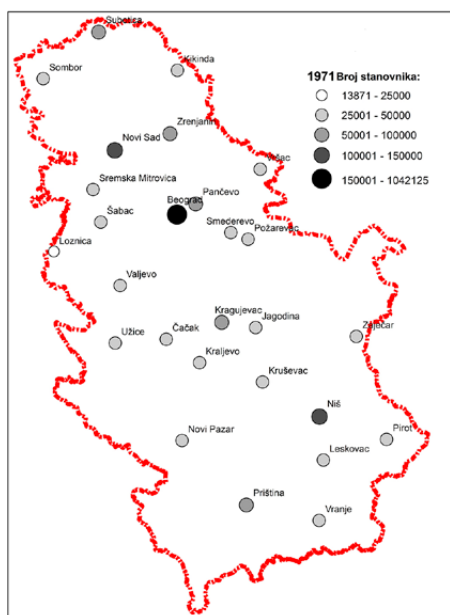 Subotica
Sombor
Kikinda
1971 Broj stanovnika:
13871 - 25000
25001 - 50000
50001 - 100000
100001 - 150000
150001 - 1042125
Zrenjanin
Novi Sad
Vršac
Sremska Mitrovica
Pančevo
Beograd
Šabac
Smederevo
Požarevac
Loznica
Valjevo
Kragujevac
Jagodina
Zaječar
Užice
Čačak
Kraljevo
Kruševac
Niš
Novi Pazar
Pirot
Leskovac
Priština
Vranje